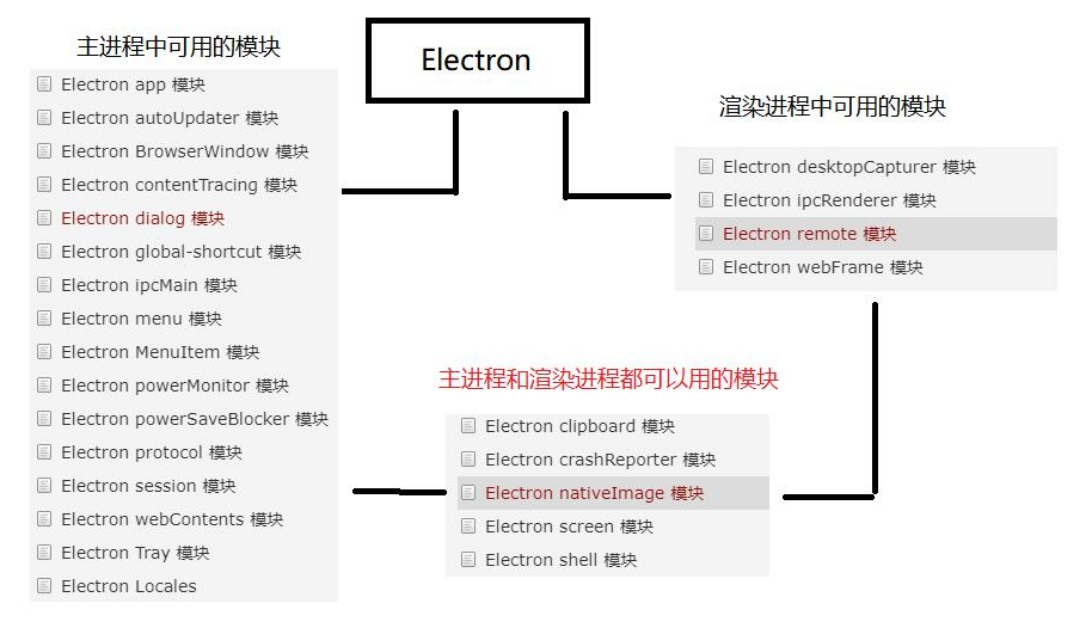 Electron
主进程中可用的模块
Electron app 模块
Electron autoUpdater 模块
Electron BrowserWindow 模块
Electron contentTracing 模块
Electron dialog 模块
Electron global-shortcut 模块
Electron ipcMain 模块
Electron menu 模块
Electron MenuItem 模块
Electron powerMonitor 模块
Electron powerSaveBlocker 模块
Electron protocol 模块
Electron session 模块
Electron webContents 模块
Electron Tray 模块
Electron Locales
渲染进程中可用的模块
Electron desktopCapturer 模块
Electron ipcRenderer 模块
Electron remote 模块
Electron webFrame 模块
主进程和渲染进程都可以用的模块
Electron clipboard 模块
Electron crashReporter 模块
Electron nativeImage 模块
Electron screen 模块
Electron shell 模块